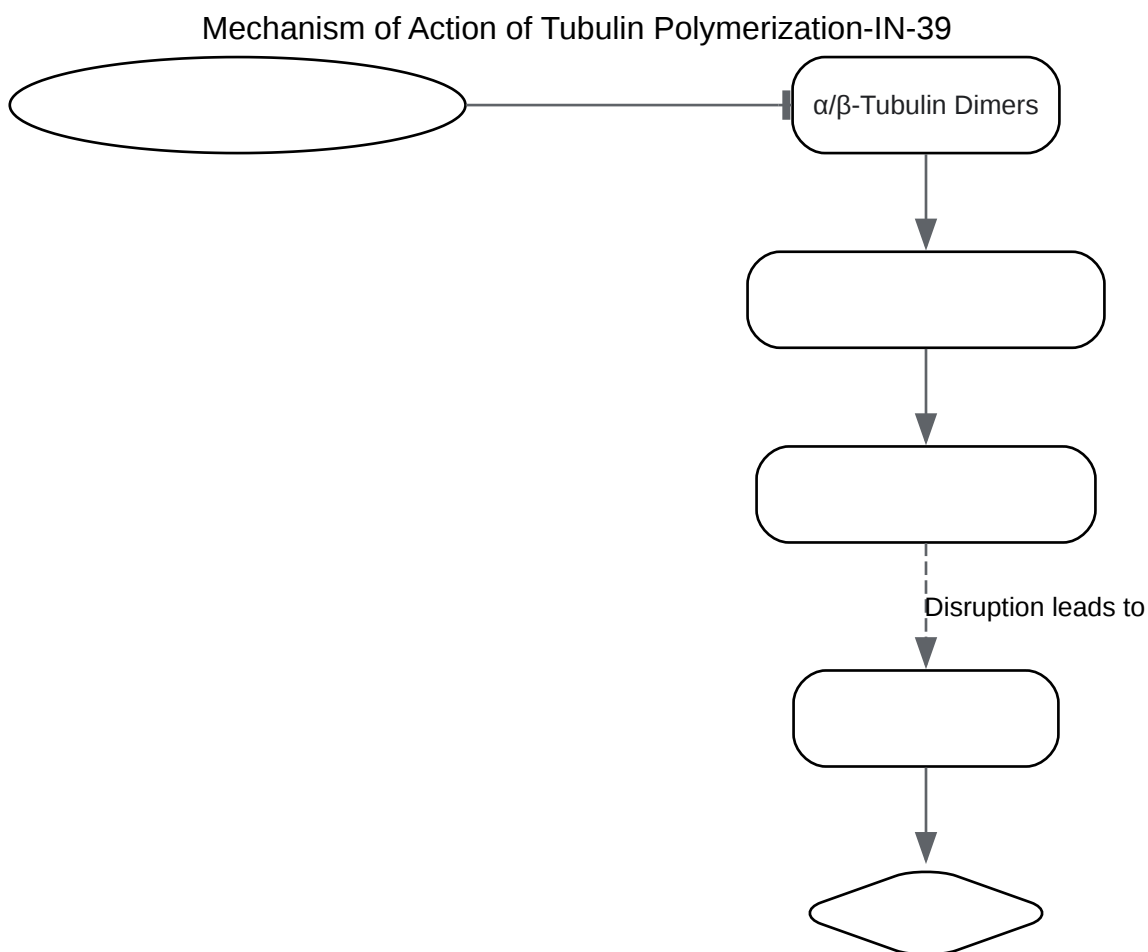 Mechanism of Action of Tubulin Polymerization-IN-39
α/β-Tubulin Dimers
Disruption leads to